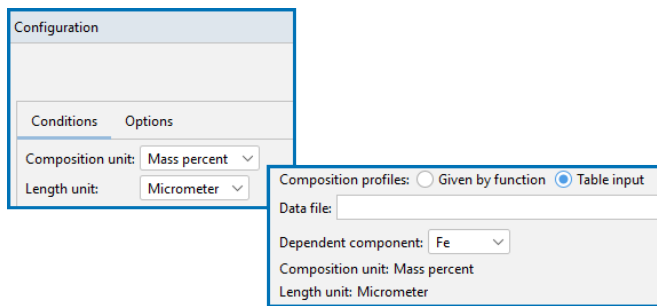 Configuration
Conditions Options
Composition unit: Mass percent
Length unit: Micrometer
Composition profiles: Given by function Table input
Data file:
Dependent component: Fe
Composition unit: Mass percent
Length unit: Micrometer